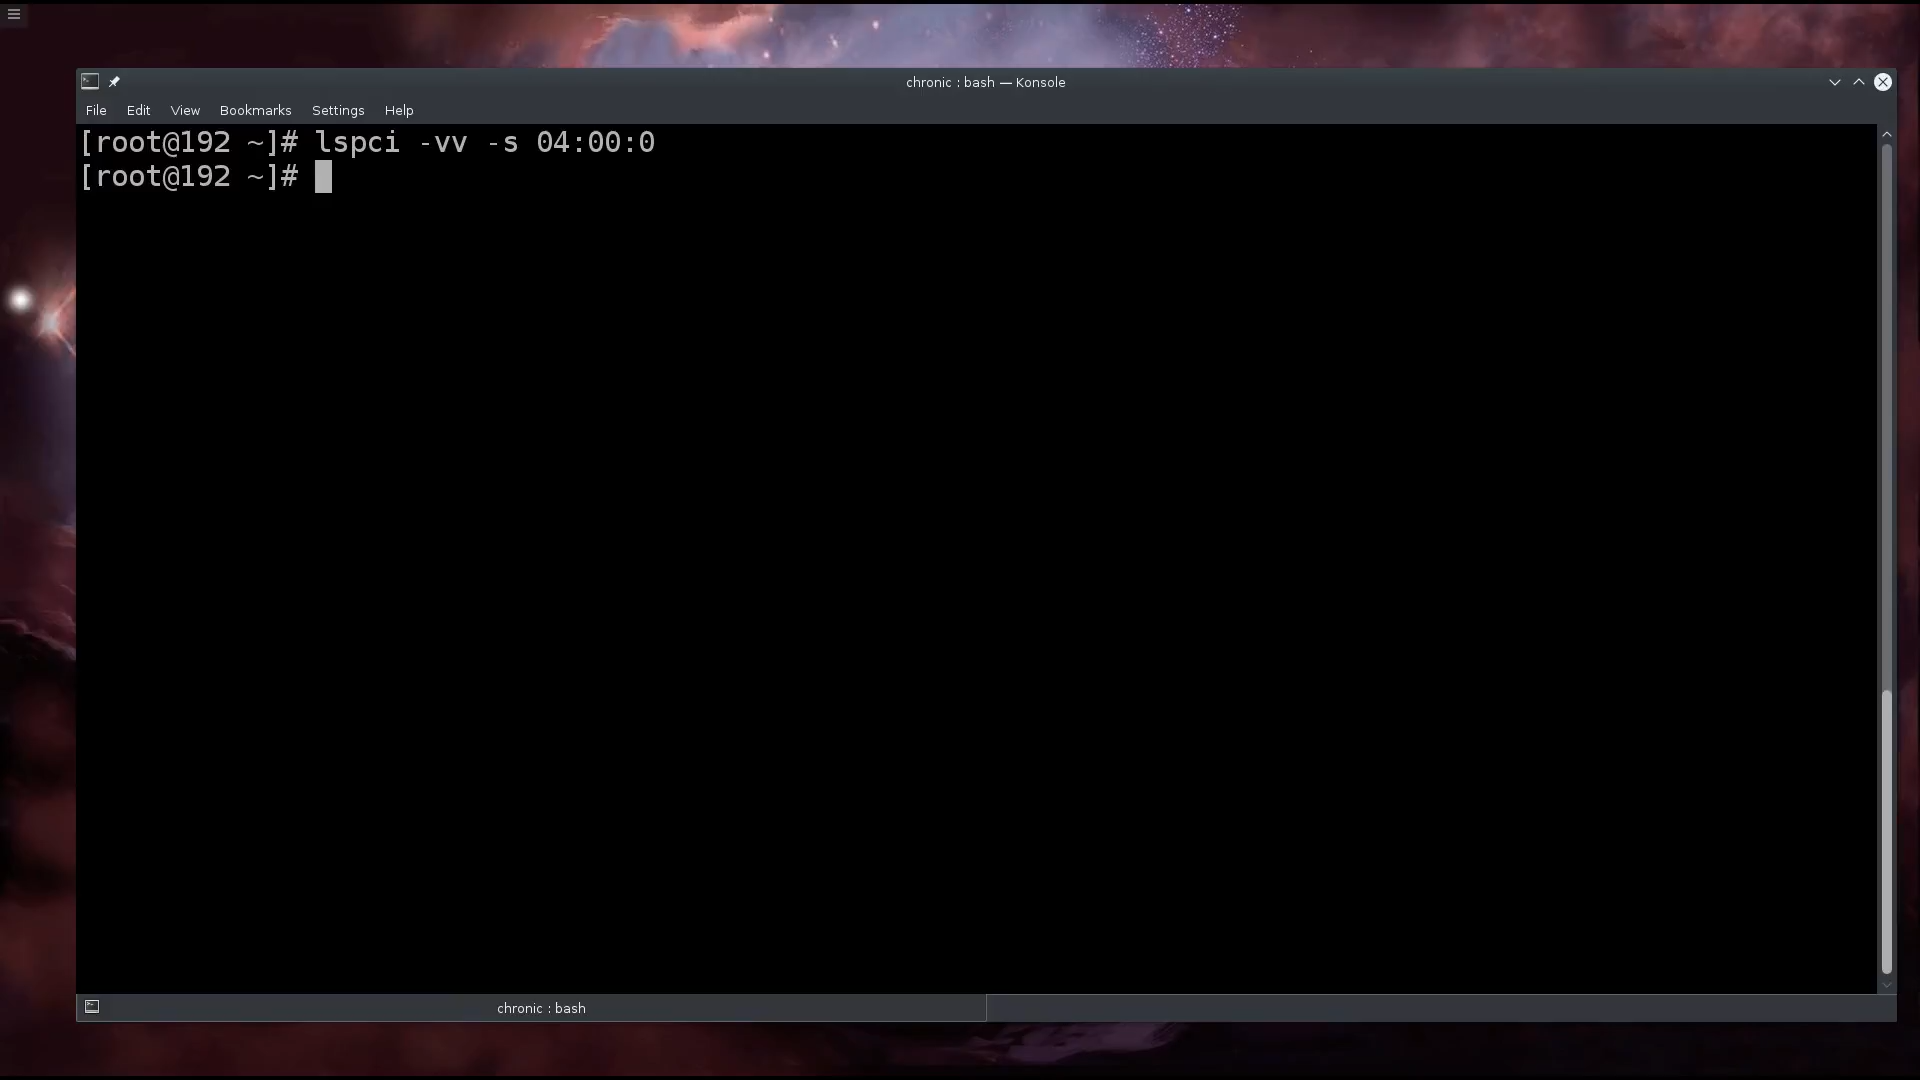 chronic : bash — Konsole
File Edit View Bookmarks Settings Help
[root@192 ~]# lspci -vv -s 04:00:0
[root@192 ~]#
chronic : bash